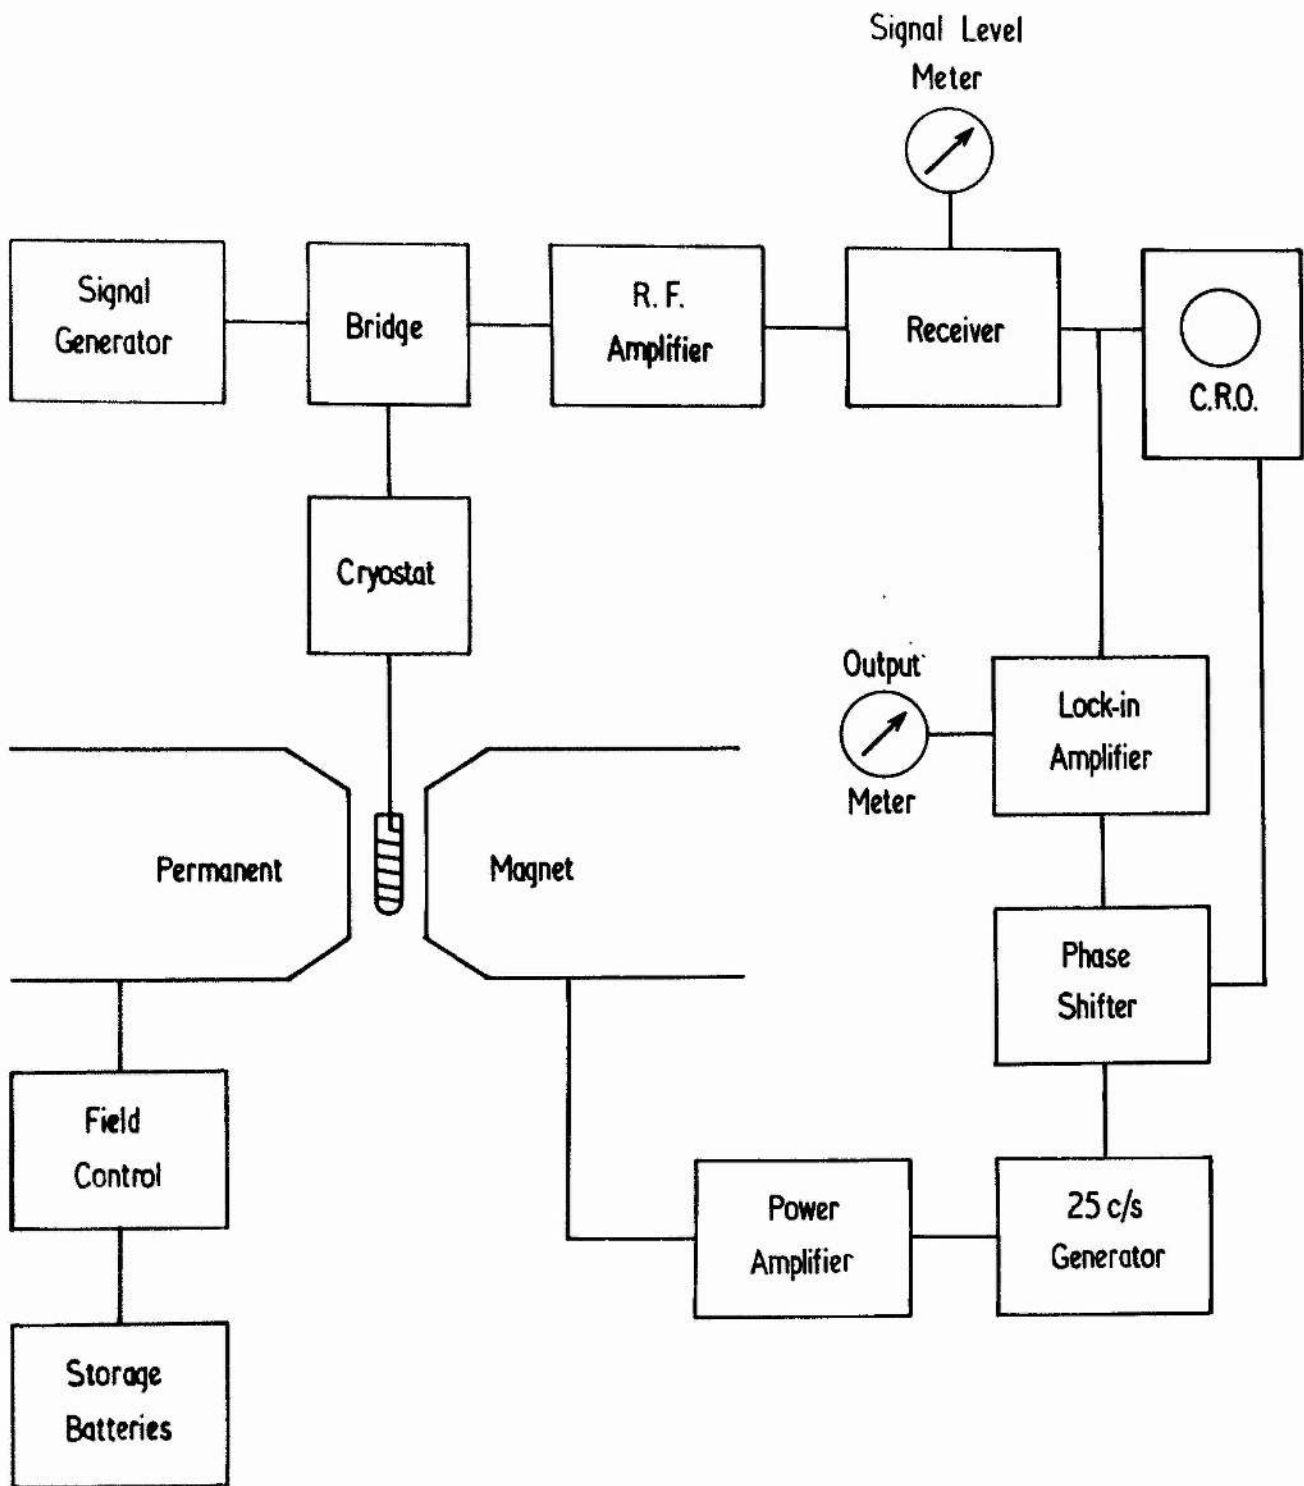 Signal Level
Meter
Signal
Generator
Bridge
R. F.
Amplifier
Receiver
C.R.O.
Cryostat
Output
Meter
Lock-in
Amplifier
Permanent
Magnet
Phase
Shifter
Field
Control
Power
Amplifier
25 c/s
Generator
Storage
Batteries